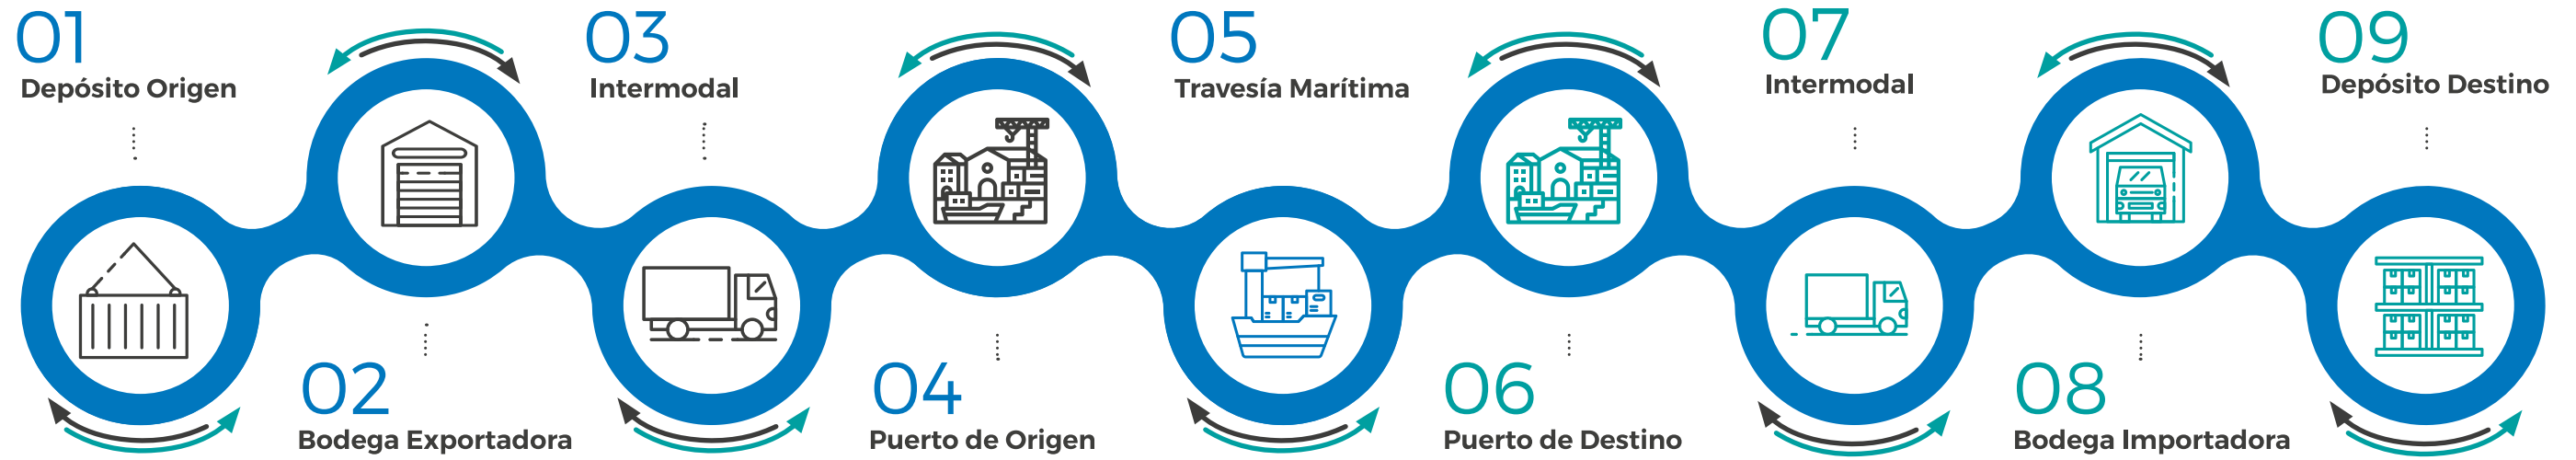 01
Depósito Origen
02
Bodega Exportadora
03
Intermodal
04
Puerto de Origen
05
Travesía Marítima
06
Puerto de Destino
07
Intermodal
08
Bodega Importadora
09
Depósito Destino